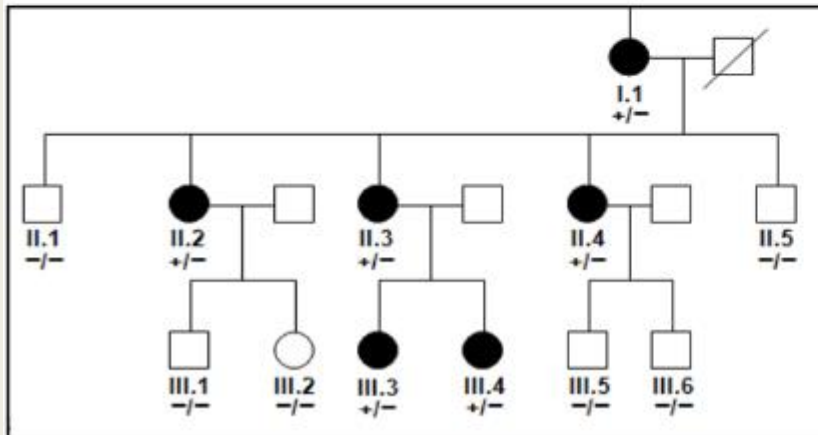 I.1
+/−
II.1 II.2 II.3 II.4 II.5
−/− +/− +/− +/− −/−
III.1 III.2 III.3 III.4 III.5 III.6
−/− −/− +/− +/− −/− −/−